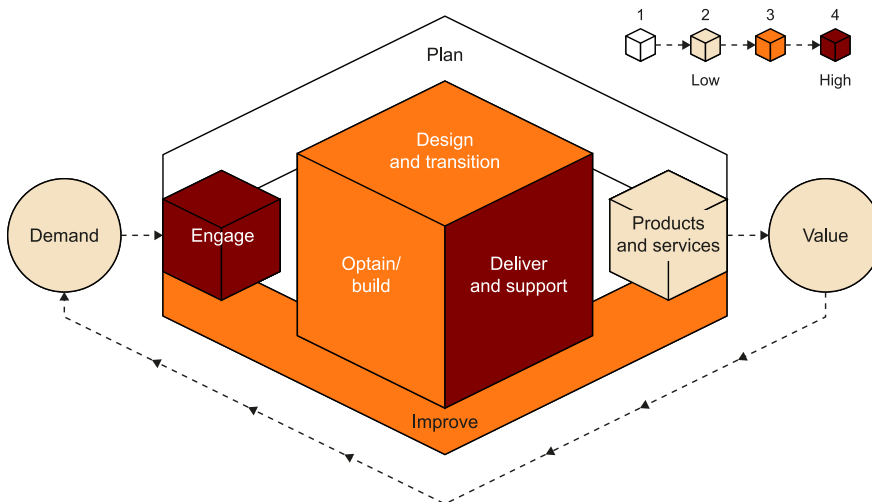 1 2 3 4
Low High
Plan
Design
and transition
Demand
Engage
Optain/
build
Deliver
and support
Products
and services
Value
Improve